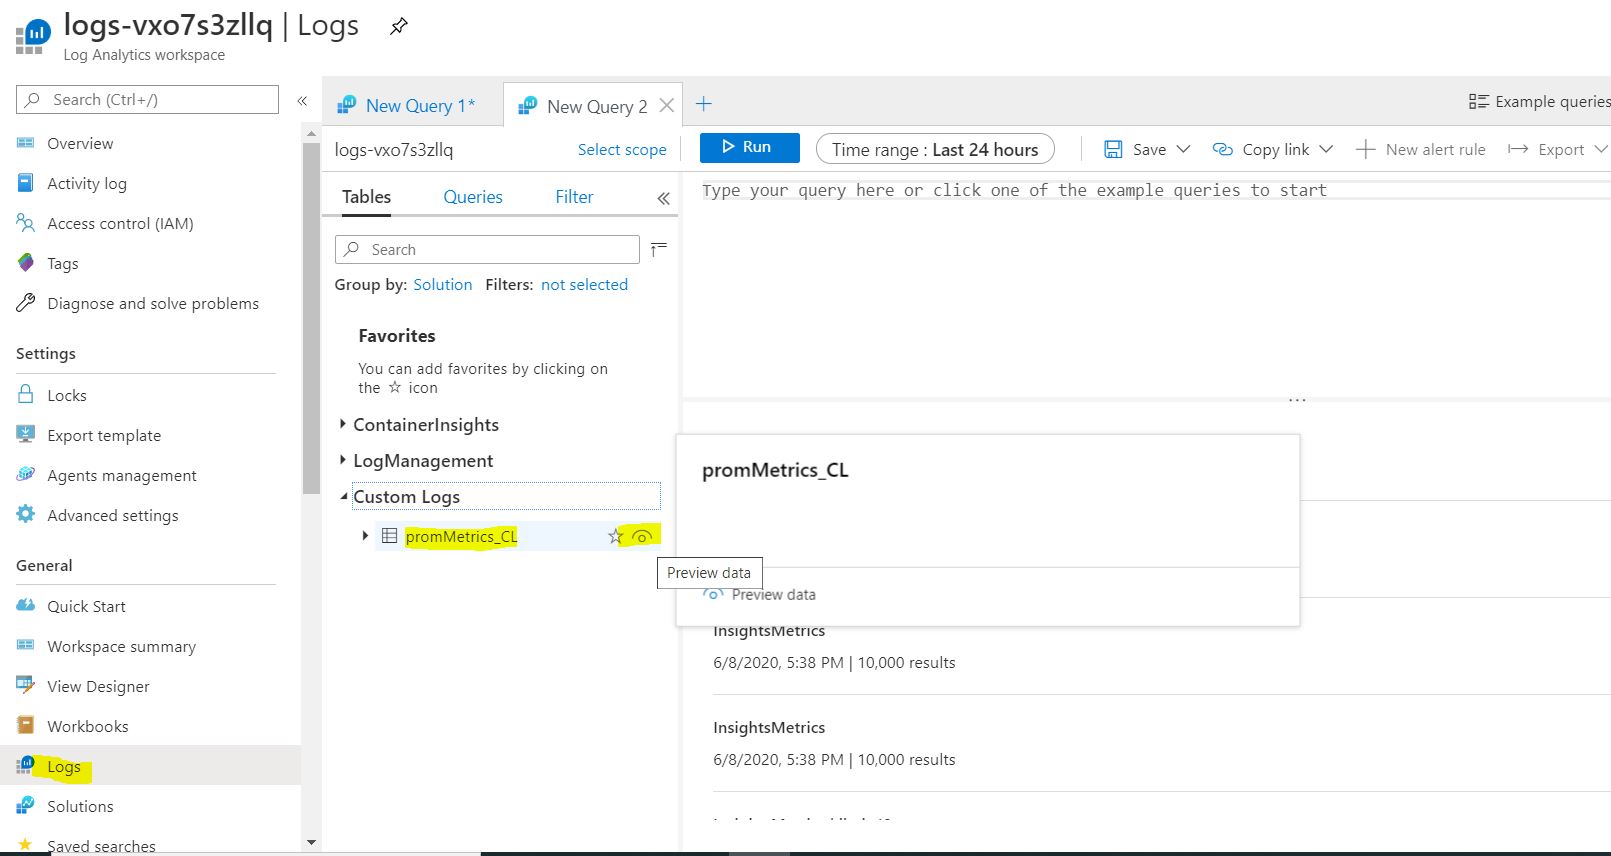 logs-vxo7s3zllq | Logs
Log Analytics workspace
Search (Ctrl+/)
«
Overview
Activity log
Access control (IAM)
Tags
Diagnose and solve problems
Settings
Locks
Export template
Agents management
Advanced settings
General
Quick Start
Workspace summary
View Designer
Workbooks
Logs
Solutions
Saved searches
New Query 1*
New Query 2
Example queries
logs-vxo7s3zllq
Select scope
Run
Time range : Last 24 hours
Save
Copy link
New alert rule
Export
Tables
Queries
Filter
«
Search
Group by: Solution Filters: not selected
Favorites
You can add favorites by clicking on
the ☆ icon
ContainerInsights
LogManagement
Custom Logs
promMetrics_CL
Type your query here or click one of the example queries to start
...
promMetrics_CL
Preview data
Preview data
InsightsMetrics
6/8/2020, 5:38 PM | 10,000 results
InsightsMetrics
6/8/2020, 5:38 PM | 10,000 results